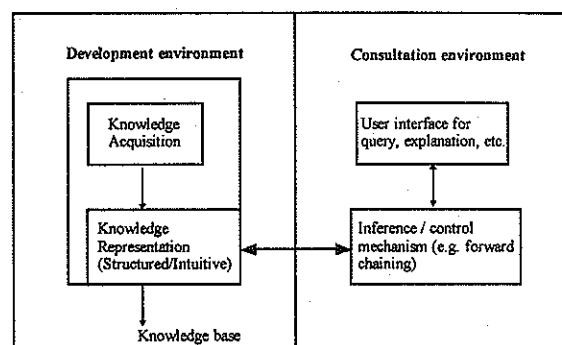 Development environment
Knowledge
Acquisition
Knowledge
Representation
(Structured/Intuitive)
Knowledge base
Consultation environment
User interface for
query, explanation, etc.
Inference / control
mechanism (e.g. forward
chaining)